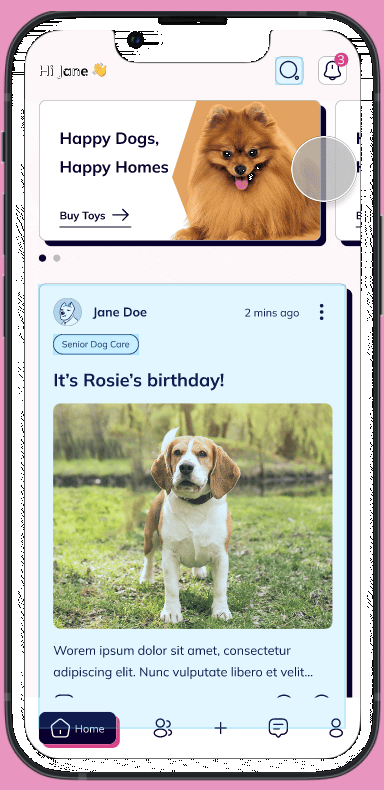 Hi Jane 👋
3
Happy Dogs,
Happy Homes
Buy Toys
Jane Doe
2 mins ago
Senior Dog Care
It's Rosie's birthday!
Worem ipsum dolor sit amet, consectetur
adipiscing elit. Nunc vulputate libero et velit...
Home